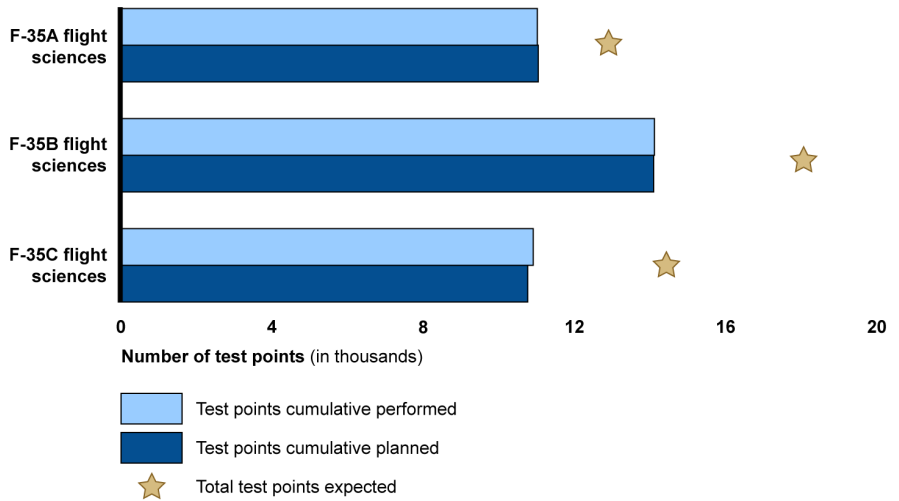 F-35A flight
sciences
F-35B flight
sciences
F-35C flight
sciences
0 4 8 12 16 20
Number of test points (in thousands)
Test points cumulative performed
Test points cumulative planned
Total test points expected